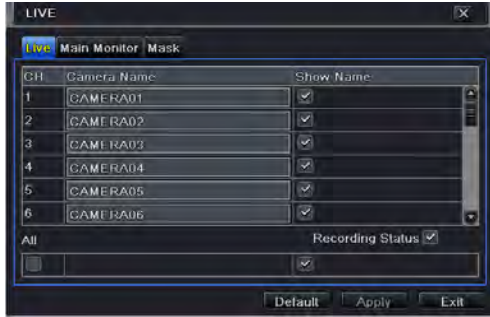 LIVE
Live Main Monitor Mask
CH Camera Name Show Name
1 CAMERA01
2 CAMERA02
3 CAMERA03
4 CAMERA04
5 CAMERA05
6 CAMERA06
All Recording Status
Default Apply Exit